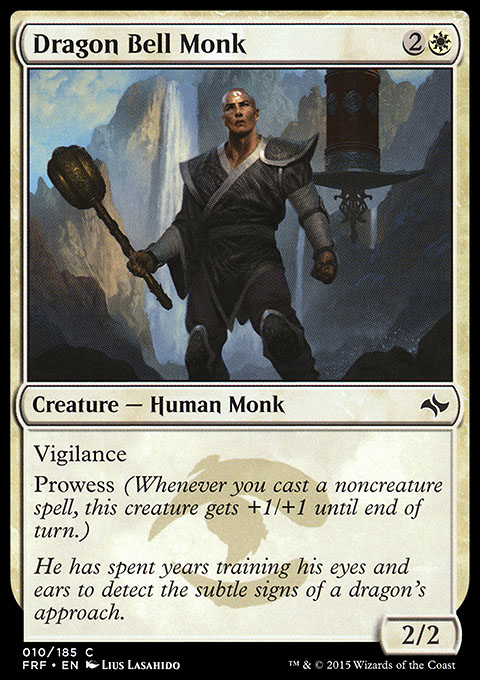 Dragon Bell Monk 2
Creature — Human Monk
Vigilance
Prowess (Whenever you cast a noncreature
spell, this creature gets +1/+1 until end of
turn.)
He has spent years training his eyes and
ears to detect the subtle signs of a dragon's
approach.
2/2
010/185 C
FRF • EN Lius Lasahido
™ & © 2015 Wizards of the Coast